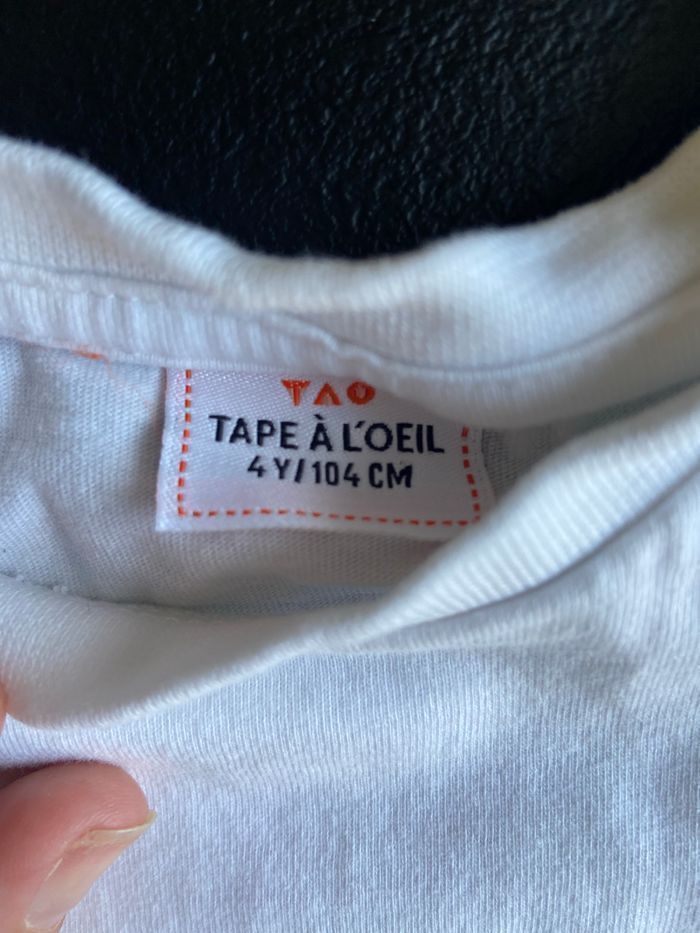 TAO
TAPE À L'OEIL
4 Y/104 CM